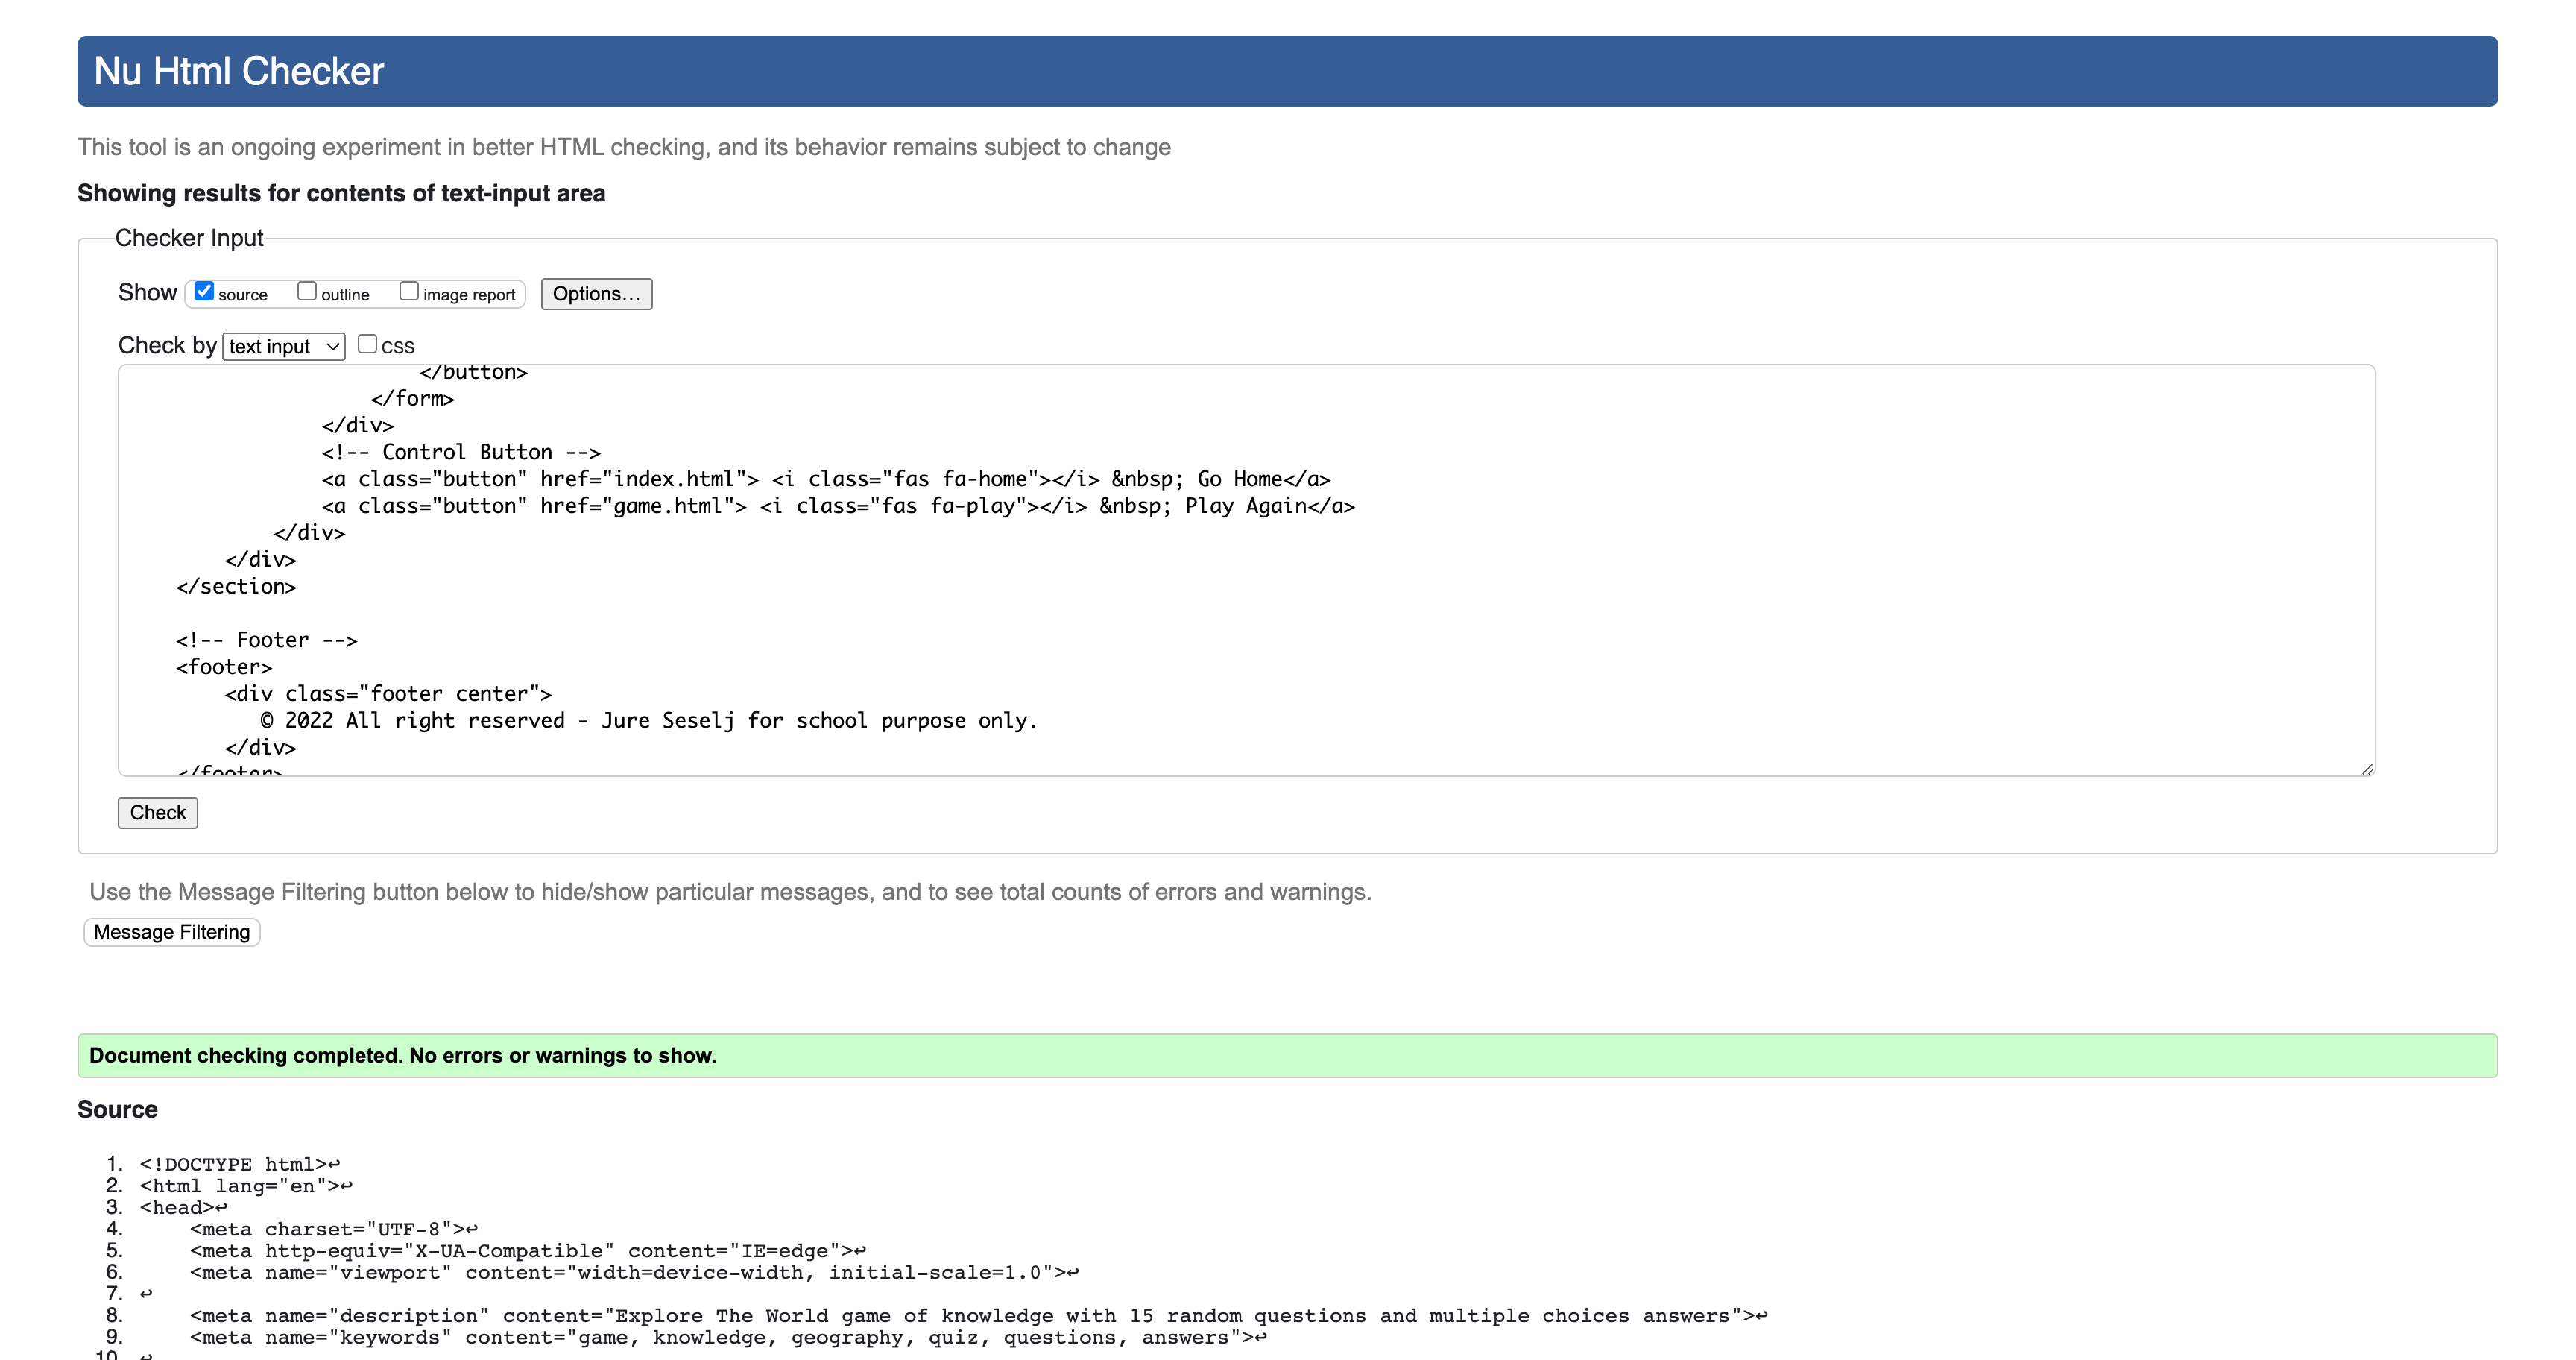 Nu Html Checker
This tool is an ongoing experiment in better HTML checking, and its behavior remains subject to change
Showing results for contents of text-input area
Checker Input
Show source outline image report Options...
Check by text input CSS
</button>
</form>
</div>
<!-- Control Button -->
<a class="button" href="index.html"> <i class="fas fa-home"></i> &nbsp; Go Home</a>
<a class="button" href="game.html"> <i class="fas fa-play"></i> &nbsp; Play Again</a>
</div>
</div>
</section>
<!-- Footer -->
<footer>
<div class="footer center">
© 2022 All right reserved - Jure Seselj for school purpose only.
</div>
</footer>
Check
Use the Message Filtering button below to hide/show particular messages, and to see total counts of errors and warnings.
Message Filtering
Document checking completed. No errors or warnings to show.
Source
1. <!DOCTYPE html>↩
2. <html lang="en">↩
3. <head>↩
4. <meta charset="UTF-8">↩
5. <meta http-equiv="X-UA-Compatible" content="IE=edge">↩
6. <meta name="viewport" content="width=device-width, initial-scale=1.0">↩
7. ↩
8. <meta name="description" content="Explore The World game of knowledge with 15 random questions and multiple choices answers">↩
9. <meta name="keywords" content="game, knowledge, geography, quiz, questions, answers">↩
10. ↩